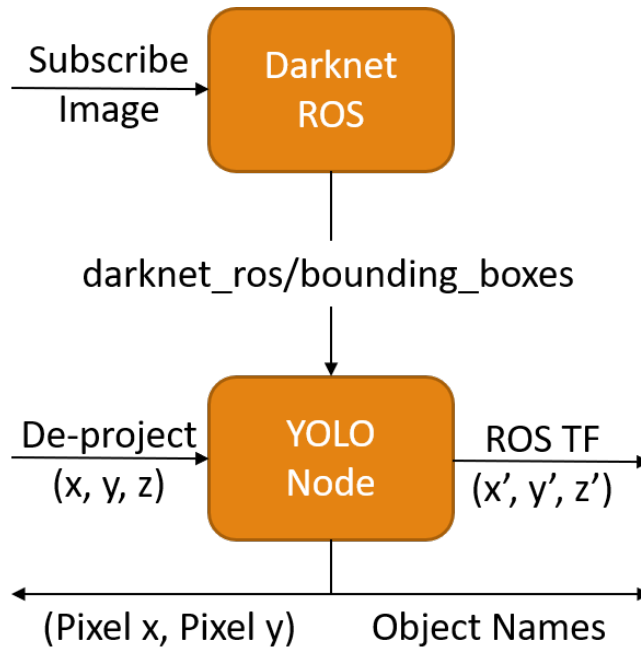 Subscribe
Image
Darknet
ROS
darknet_ros/bounding_boxes
De-project
(x, y, z)
YOLO
Node
ROS TF
(x’, y’, z’)
(Pixel x, Pixel y)
Object Names